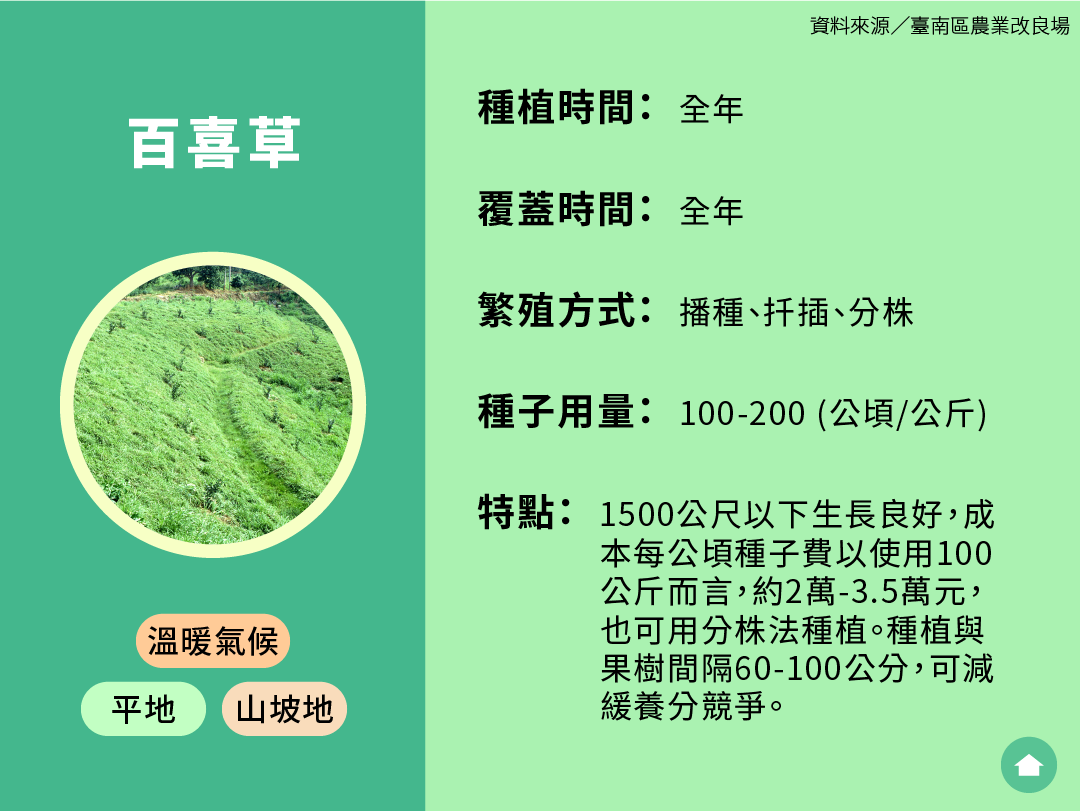 資料來源／臺南區農業改良場
百喜草
溫暖氣候
平地
山坡地
種植時間： 全年
覆蓋時間： 全年
繁殖方式： 播種、扦插、分株
種子用量： 100-200 (公頃/公斤)
特點： 1500公尺以下生長良好，成
本每公頃種子費以使用100
公斤而言，約2萬-3.5萬元，
也可用分株法種植。種植與
果樹間隔60-100公分，可減
緩養分競爭。